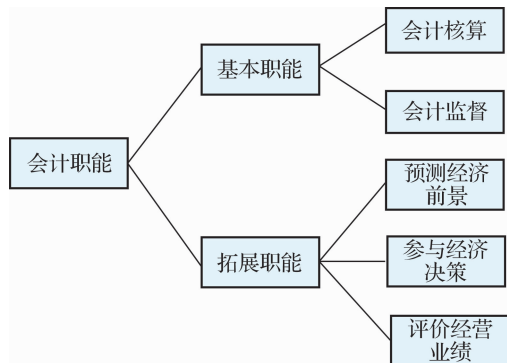 会计职能
基本职能
会计核算
会计监督
拓展职能
预测经济
前景
参与经济
决策
评价经营
业绩